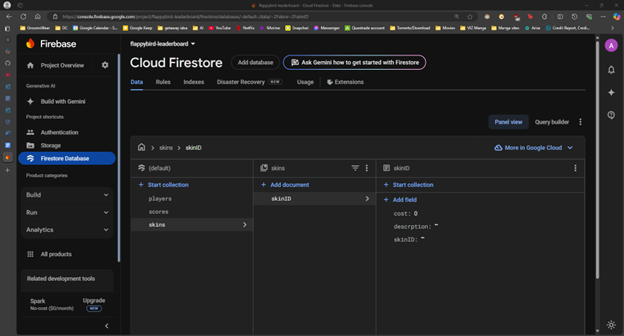 flappybird-leaderboard - Cloud Firestore - Data - Firebase console
https://console.firebase.google.com/project/flappybird-leaderboard/firestore/databases/-default-/data/~2Fskins~2FskinID
DC
Google Calendar - S...
Google Keep
getaway idea
AI
YouTube
Netflix
Movies
Snapchat
Messenger
Questrade account
Torrents/Download
Movies
VIZ Manga
Manga sites
Anna
Credit Report, Credi...
Firebase
flappybird-leaderboard
A
Project Overview
Cloud Firestore
Add database
Ask Gemini how to get started with Firestore
Data
Rules
Indexes
Disaster Recovery
NEW
Usage
Extensions
Generative AI
Build with Gemini
Project shortcuts
Authentication
Storage
Firestore Database
Product categories
Build
Run
Analytics
All products
Related development tools
Spark
No-cost ($0/month)
Upgrade
NEW
Panel view
Query builder
skins
skinID
More in Google Cloud
(default)
skins
skinID
Start collection
Add document
Start collection
players
skinID
Add field
scores
cost: 0
skins
descrption: ""
skinID: ""